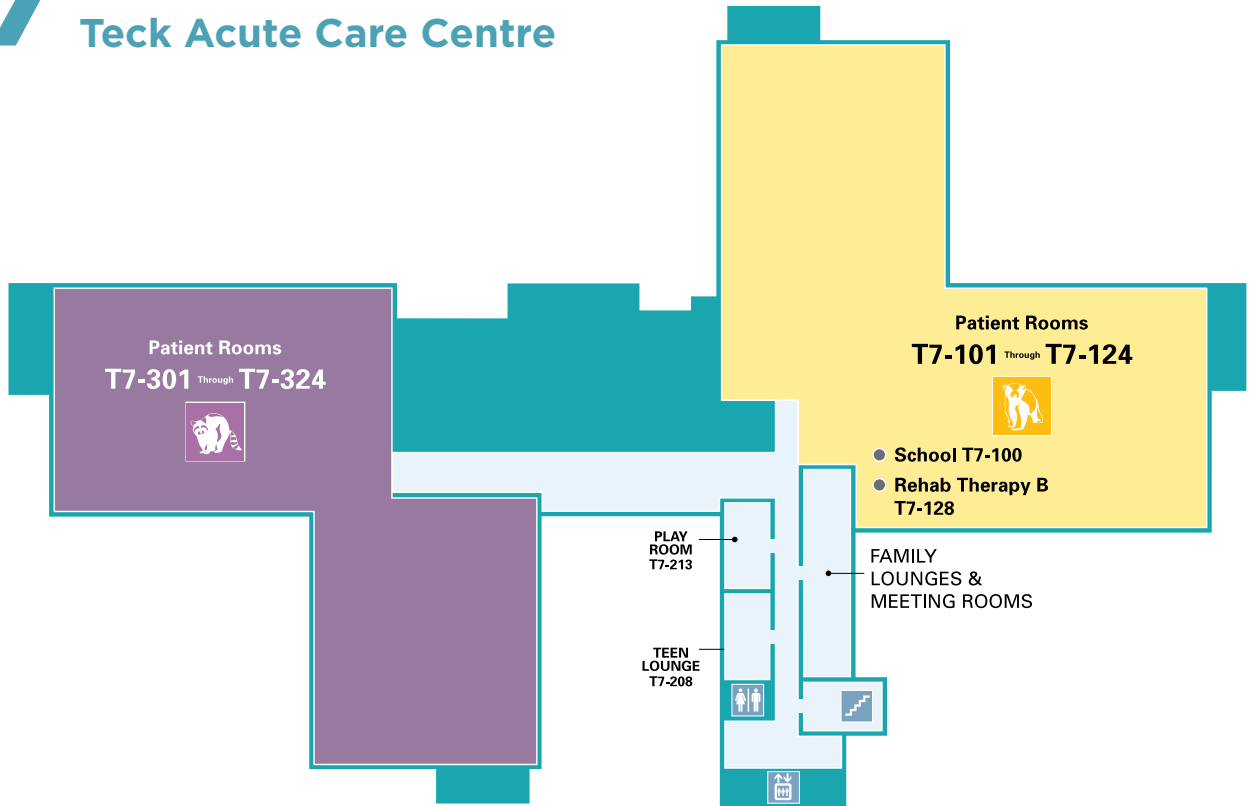 7
Teck Acute Care Centre
Patient Rooms
T7-101 Through T7-124
Patient Rooms
T7-301 Through T7-324
School T7-100
Rehab Therapy B
T7-128
PLAY
ROOM
T7-213
FAMILY
LOUNGES &
MEETING ROOMS
TEEN
LOUNGE
T7-208